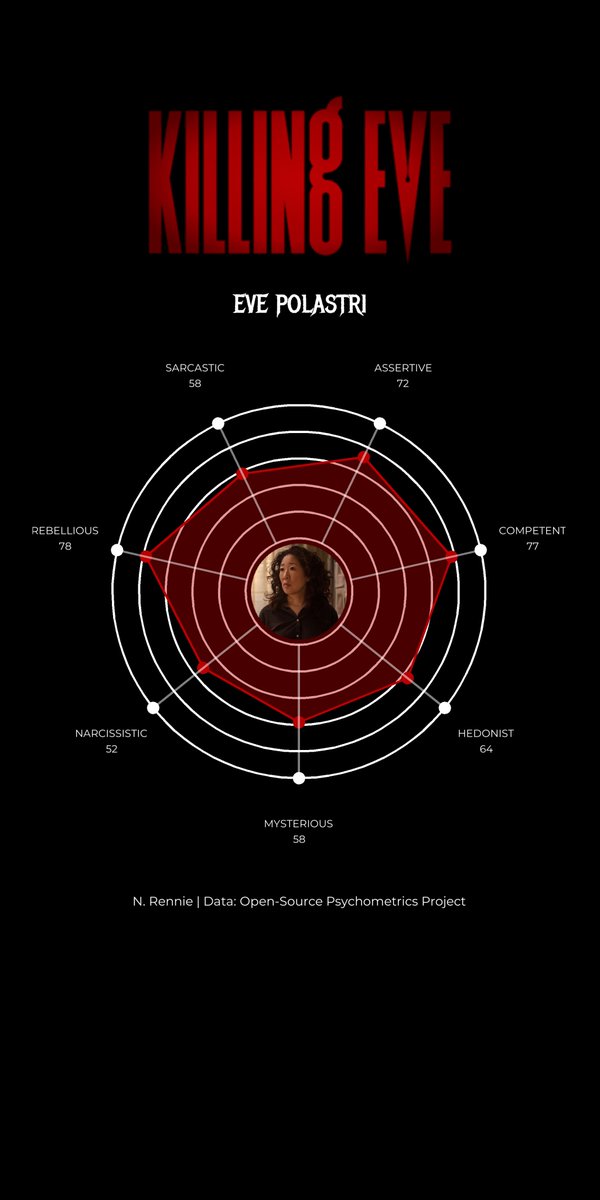 KILLINg EVE
EVE POLASTRI
SARCASTIC
58
ASSERTIVE
72
REBELLIOUS
78
COMPETENT
77
NARCISSISTIC
52
HEDONIST
64
MYSTERIOUS
58
N. Rennie | Data: Open-Source Psychometrics Project